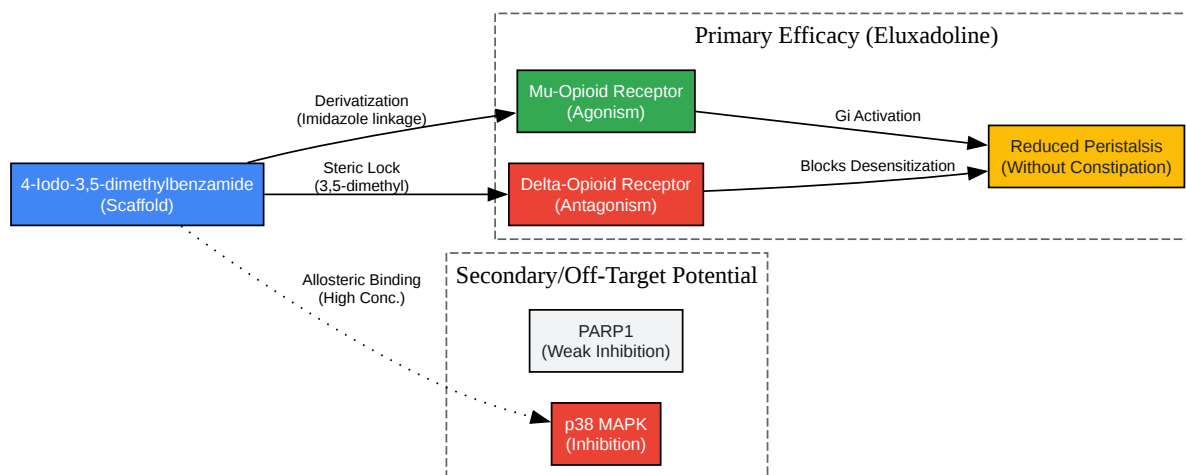 Primary Efficacy (Eluxadoline)
Mu-Opioid Receptor
(Agonism)
Derivatization
(Imidazole linkage)
Gi Activation
Reduced Peristalsis
(Without Constipation)
4-Iodo-3,5-dimethylbenzamide
(Scaffold)
Steric Lock
(3,5-dimethyl)
Delta-Opioid Receptor
(Antagonism)
Blocks Desensitization
Secondary/Off-Target Potential
Allosteric Binding
(High Conc.)
PARP1
(Weak Inhibition)
p38 MAPK
(Inhibition)